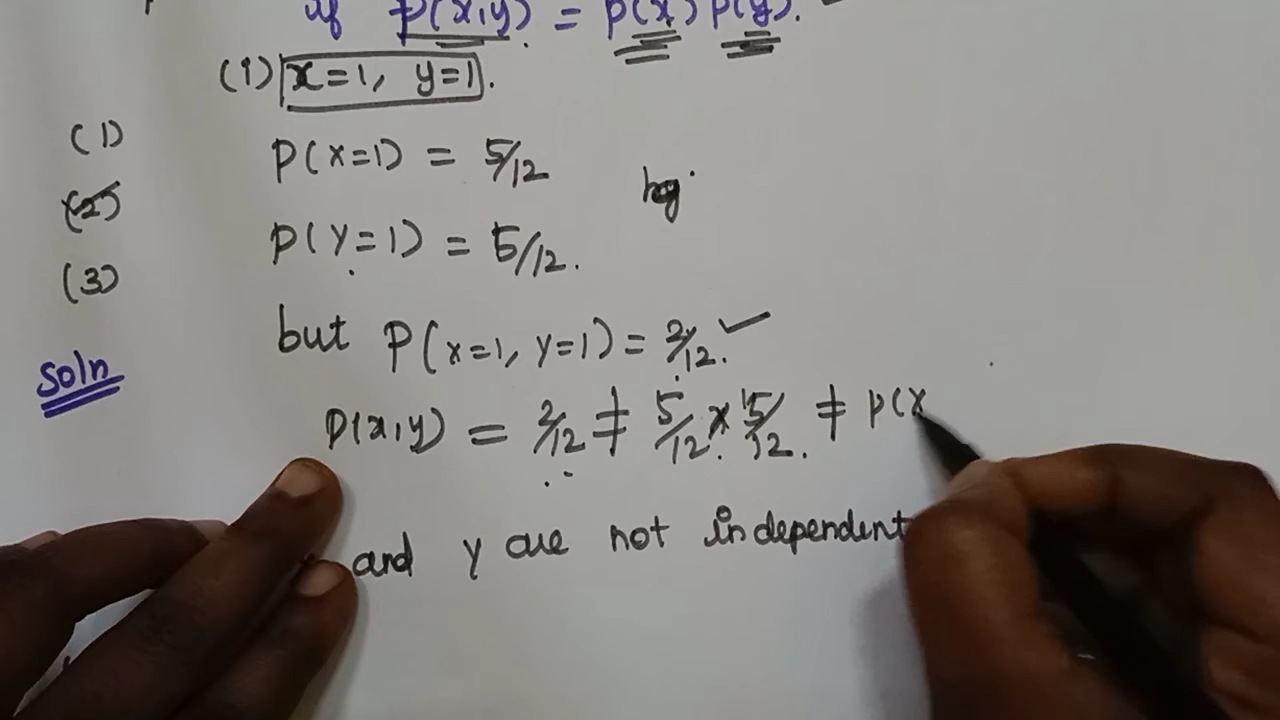 if p(x,y) = p(x) p(y).
(i) x=1, y=1.
(1)
P(x=1) = 5/12
(2)
P(y=1) = 5/12.
(3)
but P(x=1, y=1) = 2/12.
Soln
P(x,y) = 2/12 ≠ 5/12 x 5/12. ≠ P(x
and y are not independent